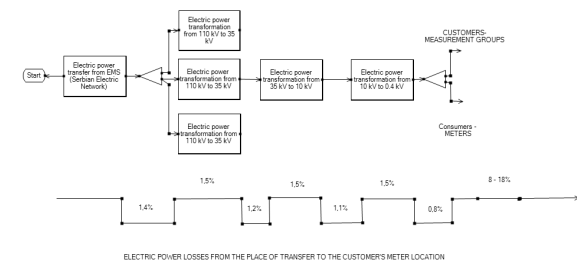 Electric power
transformation
from 110 kV to 35
kV
CUSTOMERS-
MEASUREMENT GROUPS
Start
Electric power
transfer from EMS
(Serbian Electric
Network)
Electric power
transformation from
110 kV to 35 kV
Electric power
transformation from
35 kV to 10 kV
Electric power
transformation from
10 kV to 0.4 kV
Electric power
transformation from
110 kV to 35 kV
Consumers -
METERS
1,5%
1,5%
1,5%
8 - 18%
1,4%
1,2%
1,1%
0,8%
ELECTRIC POWER LOSSES FROM THE PLACE OF TRANSFER TO THE CUSTOMER'S METER LOCATION